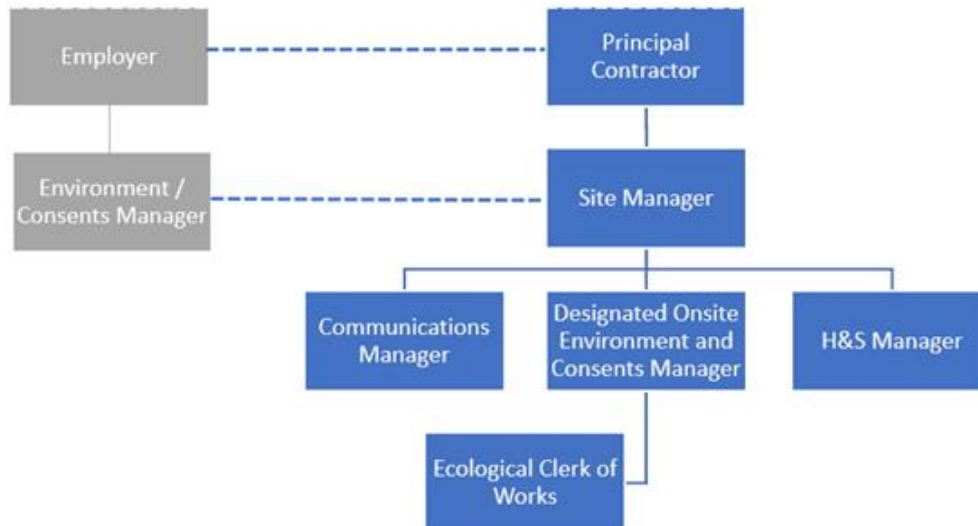 Employer
Principal
Contractor
Environment /
Consents Manager
Site Manager
Communications
Manager
Designated Onsite
Environment and
Consents Manager
H&S Manager
Ecological Clerk of
Works